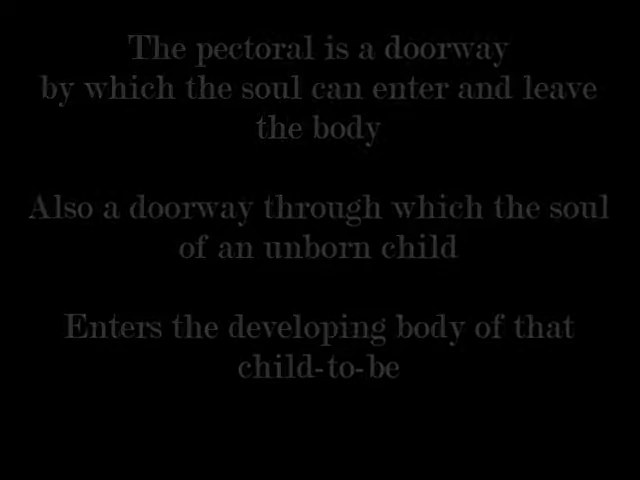 The pectoral is a doorway
by which the soul can enter and leave
the body
Also a doorway through which the soul
of an unborn child
Enters the developing body of that
child-to-be